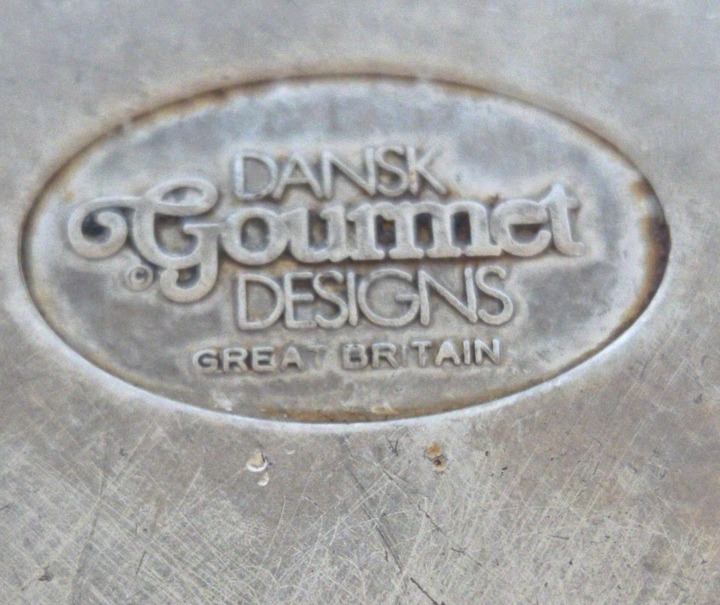 DANSK
Gourmet
©
DESIGNS
GREAT BRITAIN